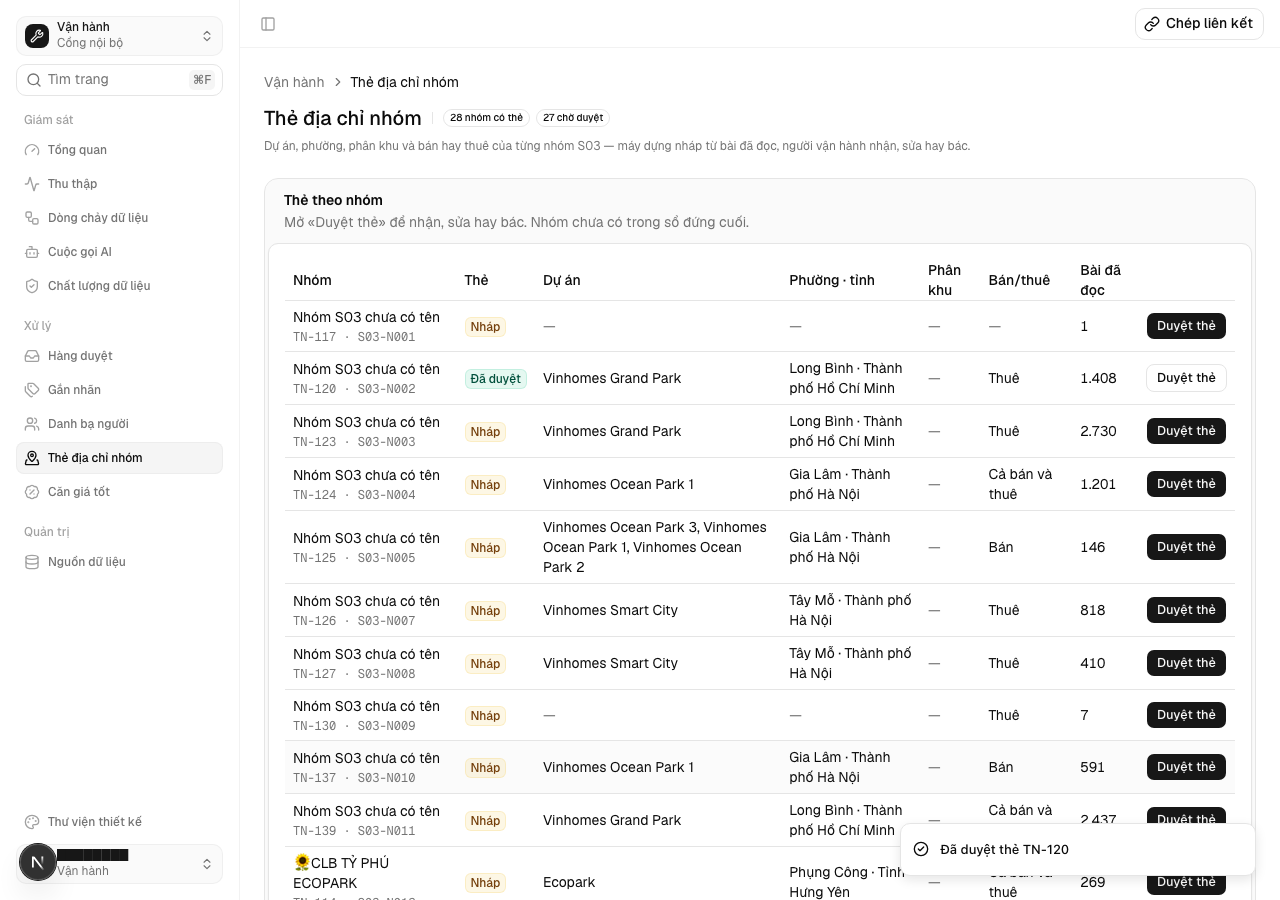 Vận hành
Cổng nội bộ
Tìm trang
⌘F
Giám sát
Tổng quan
Thu thập
Dòng chảy dữ liệu
Cuộc gọi AI
Chất lượng dữ liệu
Xử lý
Hàng duyệt
Gắn nhãn
Danh bạ người
Thẻ địa chỉ nhóm
Căn giá tốt
Quản trị
Nguồn dữ liệu
Thư viện thiết kế
N
Vận hành
Chép liên kết
Vận hành > Thẻ địa chỉ nhóm
Thẻ địa chỉ nhóm
28 nhóm có thẻ
27 chờ duyệt
Dự án, phường, phân khu và bán hay thuê của từng nhóm S03 — máy dựng nháp từ bài đã đọc, người vận hành nhận, sửa hay bác.
Thẻ theo nhóm
Mở «Duyệt thẻ» để nhận, sửa hay bác. Nhóm chưa có trong sổ đứng cuối.
Nhóm Thẻ Dự án Phường · tỉnh Phân khu Bán/thuê Bài đã đọc
Nhóm S03 chưa có tên Nháp — — — — 1 Duyệt thẻ
TN-117 · S03-N001
Nhóm S03 chưa có tên Đã duyệt Vinhomes Grand Park Long Bình · Thành phố Hồ Chí Minh — Thuê 1.408 Duyệt thẻ
TN-120 · S03-N002
Nhóm S03 chưa có tên Nháp Vinhomes Grand Park Long Bình · Thành phố Hồ Chí Minh — Thuê 2.730 Duyệt thẻ
TN-123 · S03-N003
Nhóm S03 chưa có tên Nháp Vinhomes Ocean Park 1 Gia Lâm · Thành phố Hà Nội — Cả bán và thuê 1.201 Duyệt thẻ
TN-124 · S03-N004
Nhóm S03 chưa có tên Nháp Vinhomes Ocean Park 3, Vinhomes Ocean Park 1, Vinhomes Ocean Park 2 Gia Lâm · Thành phố Hà Nội — Bán 146 Duyệt thẻ
TN-125 · S03-N005
Nhóm S03 chưa có tên Nháp Vinhomes Smart City Tây Mỗ · Thành phố Hà Nội — Thuê 818 Duyệt thẻ
TN-126 · S03-N007
Nhóm S03 chưa có tên Nháp Vinhomes Smart City Tây Mỗ · Thành phố Hà Nội — Thuê 410 Duyệt thẻ
TN-127 · S03-N008
Nhóm S03 chưa có tên Nháp — — — Thuê 7 Duyệt thẻ
TN-130 · S03-N009
Nhóm S03 chưa có tên Nháp Vinhomes Ocean Park 1 Gia Lâm · Thành phố Hà Nội — Bán 591 Duyệt thẻ
TN-137 · S03-N010
Nhóm S03 chưa có tên Nháp Vinhomes Grand Park Long Bình · Thành phố Hồ Chí Minh — Cả bán và 2.437 Duyệt thẻ
TN-139 · S03-N011
🌻CLB TỶ PHÚ ECOPARK Nháp Ecopark Phụng Công · Tỉnh Hưng Yên — thuê 269 Duyệt thẻ
Đã duyệt thẻ TN-120